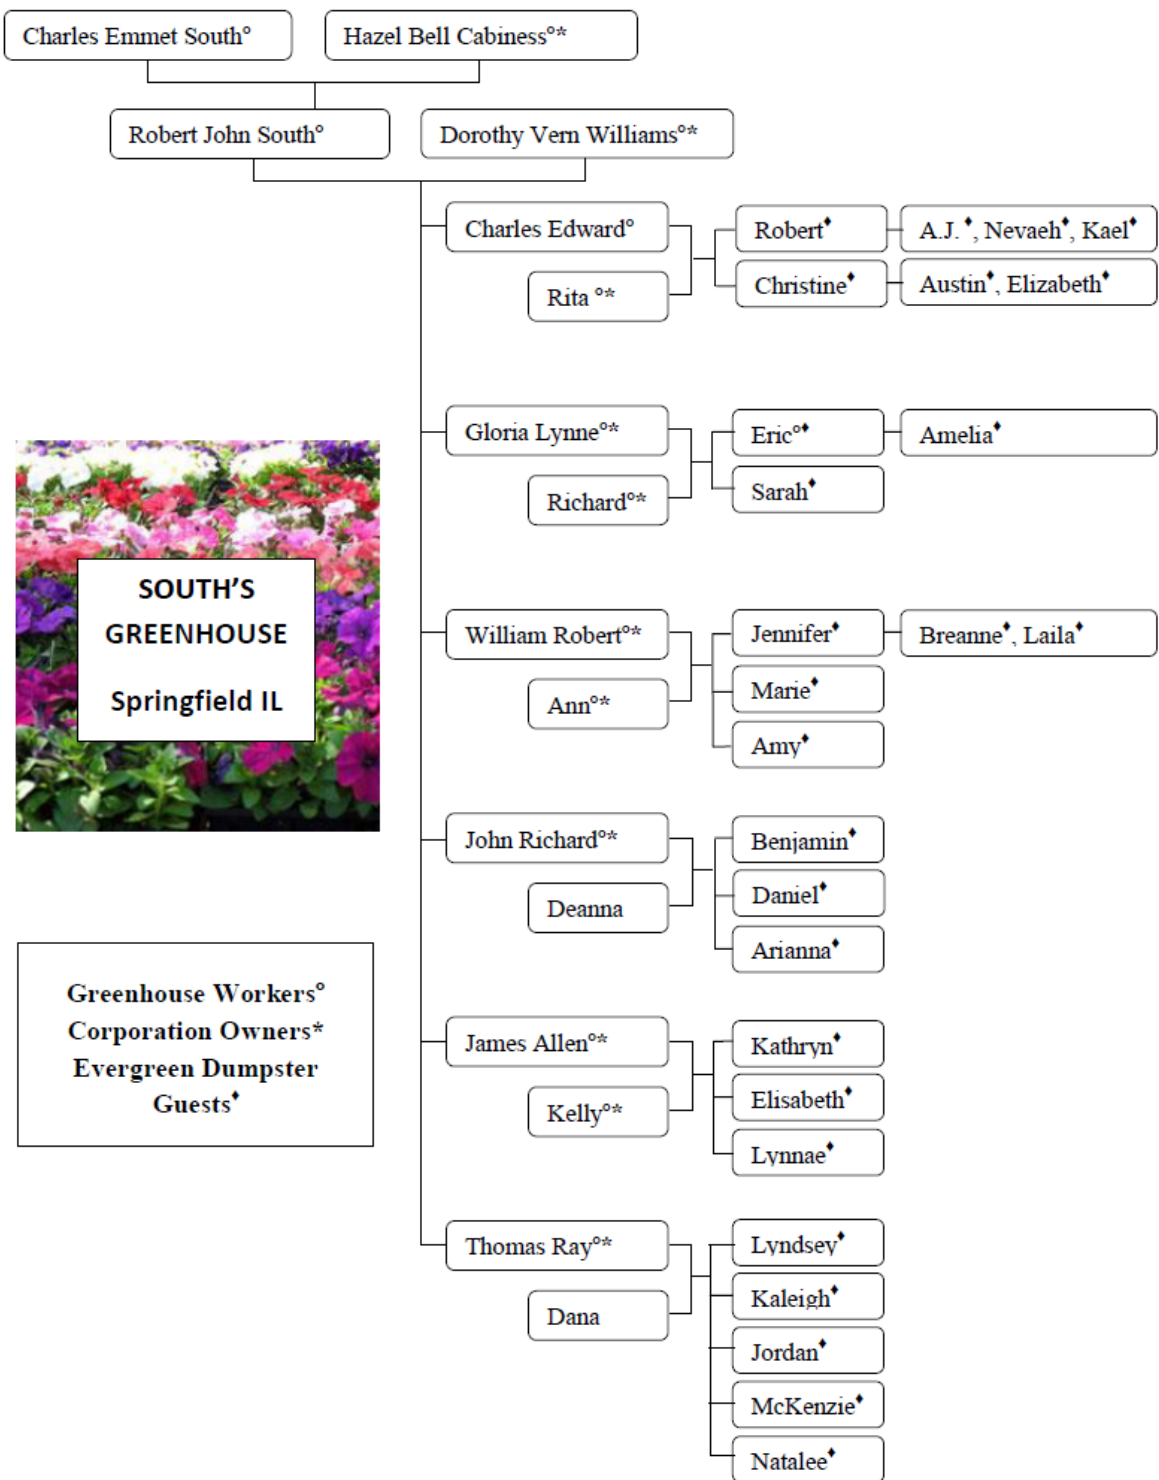 Charles Emmet South° Hazel Bell Cabiness°*
Robert John South° Dorothy Vern Williams°*
Charles Edward° Robert♦ A.J. ♦, Nevaeh♦, Kael♦
Rita °* Christine♦ Austin♦, Elizabeth♦
Gloria Lynne°* Eric°♦ Amelia♦
Richard°* Sarah♦
SOUTH'S
GREENHOUSE
Springfield IL
William Robert°* Jennifer♦ Breanne♦, Laila♦
Ann°* Marie♦
Amy♦
John Richard°* Benjamin♦
Deanna Daniel♦
Arianna♦
Greenhouse Workers°
Corporation Owners*
Evergreen Dumpster
Guests♦
James Allen°* Kathryn♦
Kelly°* Elisabeth♦
Lynnae♦
Thomas Ray°* Lyndsey♦
Dana Kaleigh♦
Jordan♦
McKenzie♦
Natalee♦